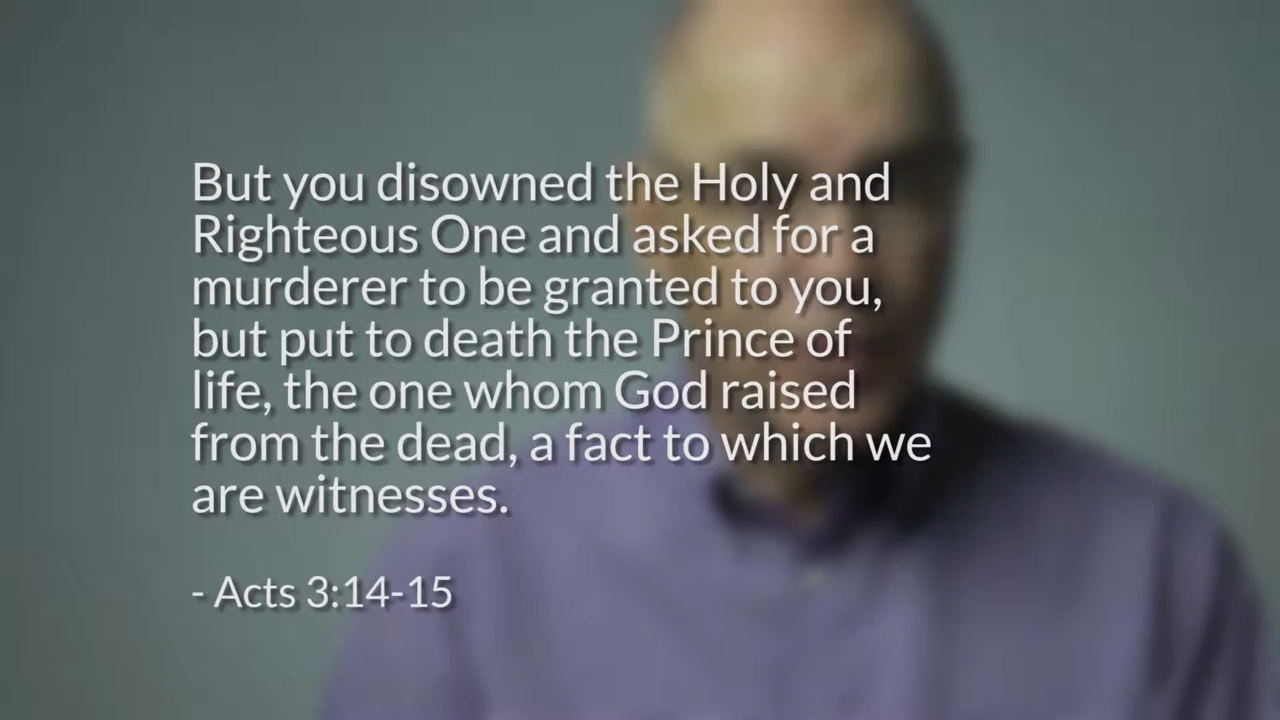 But you disowned the Holy and
Righteous One and asked for a
murderer to be granted to you,
but put to death the Prince of
life, the one whom God raised
from the dead, a fact to which we
are witnesses.
- Acts 3:14-15